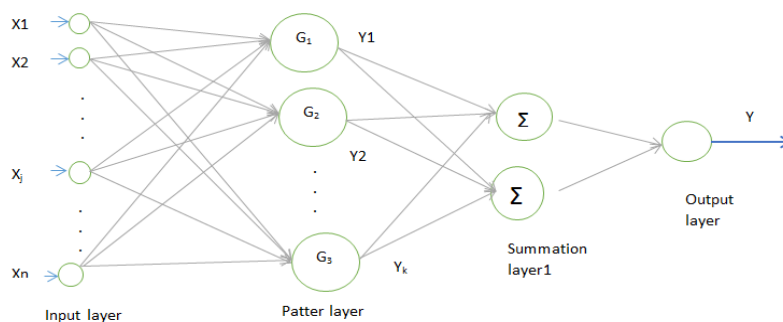 X1
X2
Xj
Xn
Input layer
G1
G2
G3
Patter layer
Y1
Y2
Yk
Σ
Σ
Summation
layer1
Y
Output
layer